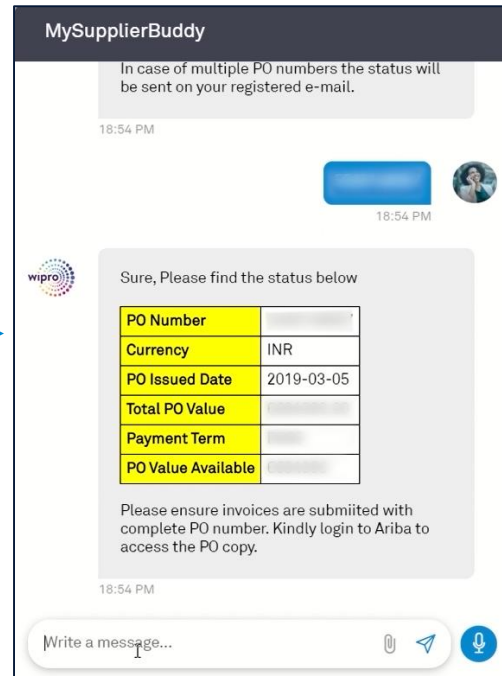 MySupplierBuddy
In case of multiple PO numbers the status will
be sent on your registered e-mail.
18:54 PM
18:54 PM
wipro
Sure, Please find the status below
PO Number
Currency INR
PO Issued Date 2019-03-05
Total PO Value
Payment Term
PO Value Available
Please ensure invoices are submiited with
complete PO number. Kindly login to Ariba to
access the PO copy.
18:54 PM
Write a message...